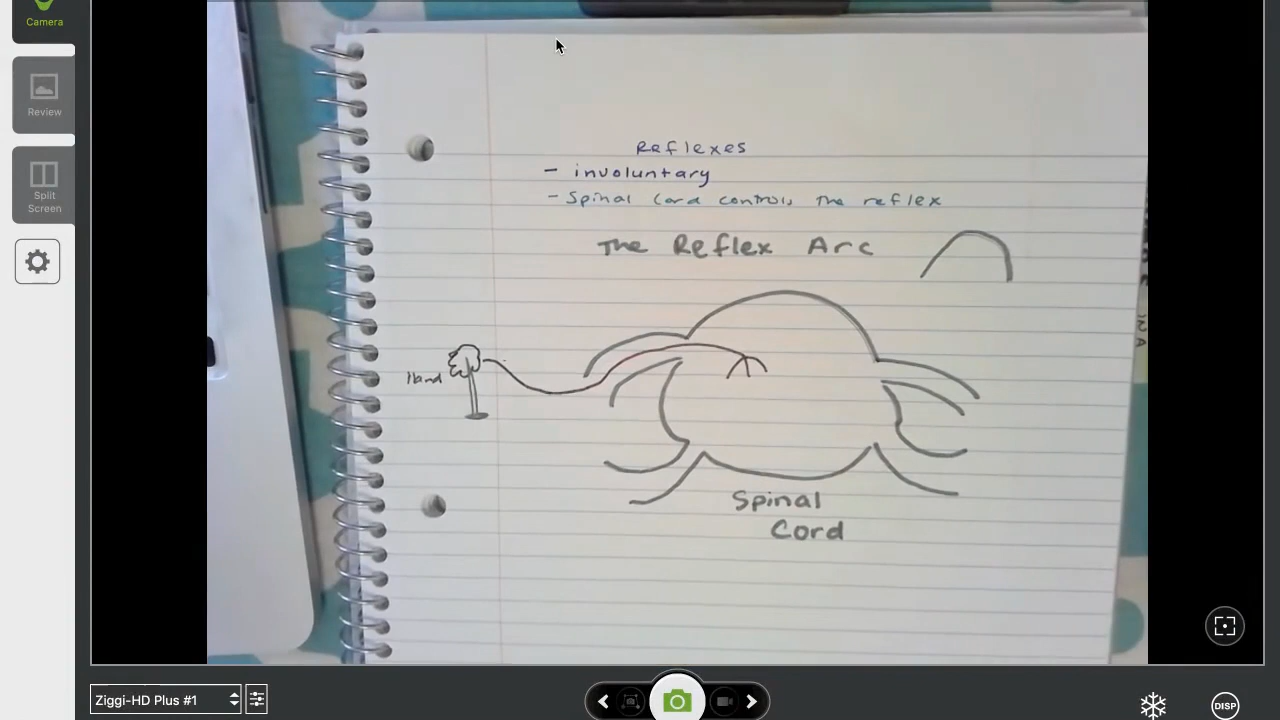 Camera
Review
Split
Screen
Reflexes
- involuntary
- Spinal Cord controls the reflex
The Reflex Arc
Hand
Spinal
Cord
Ziggi-HD Plus #1
DISP